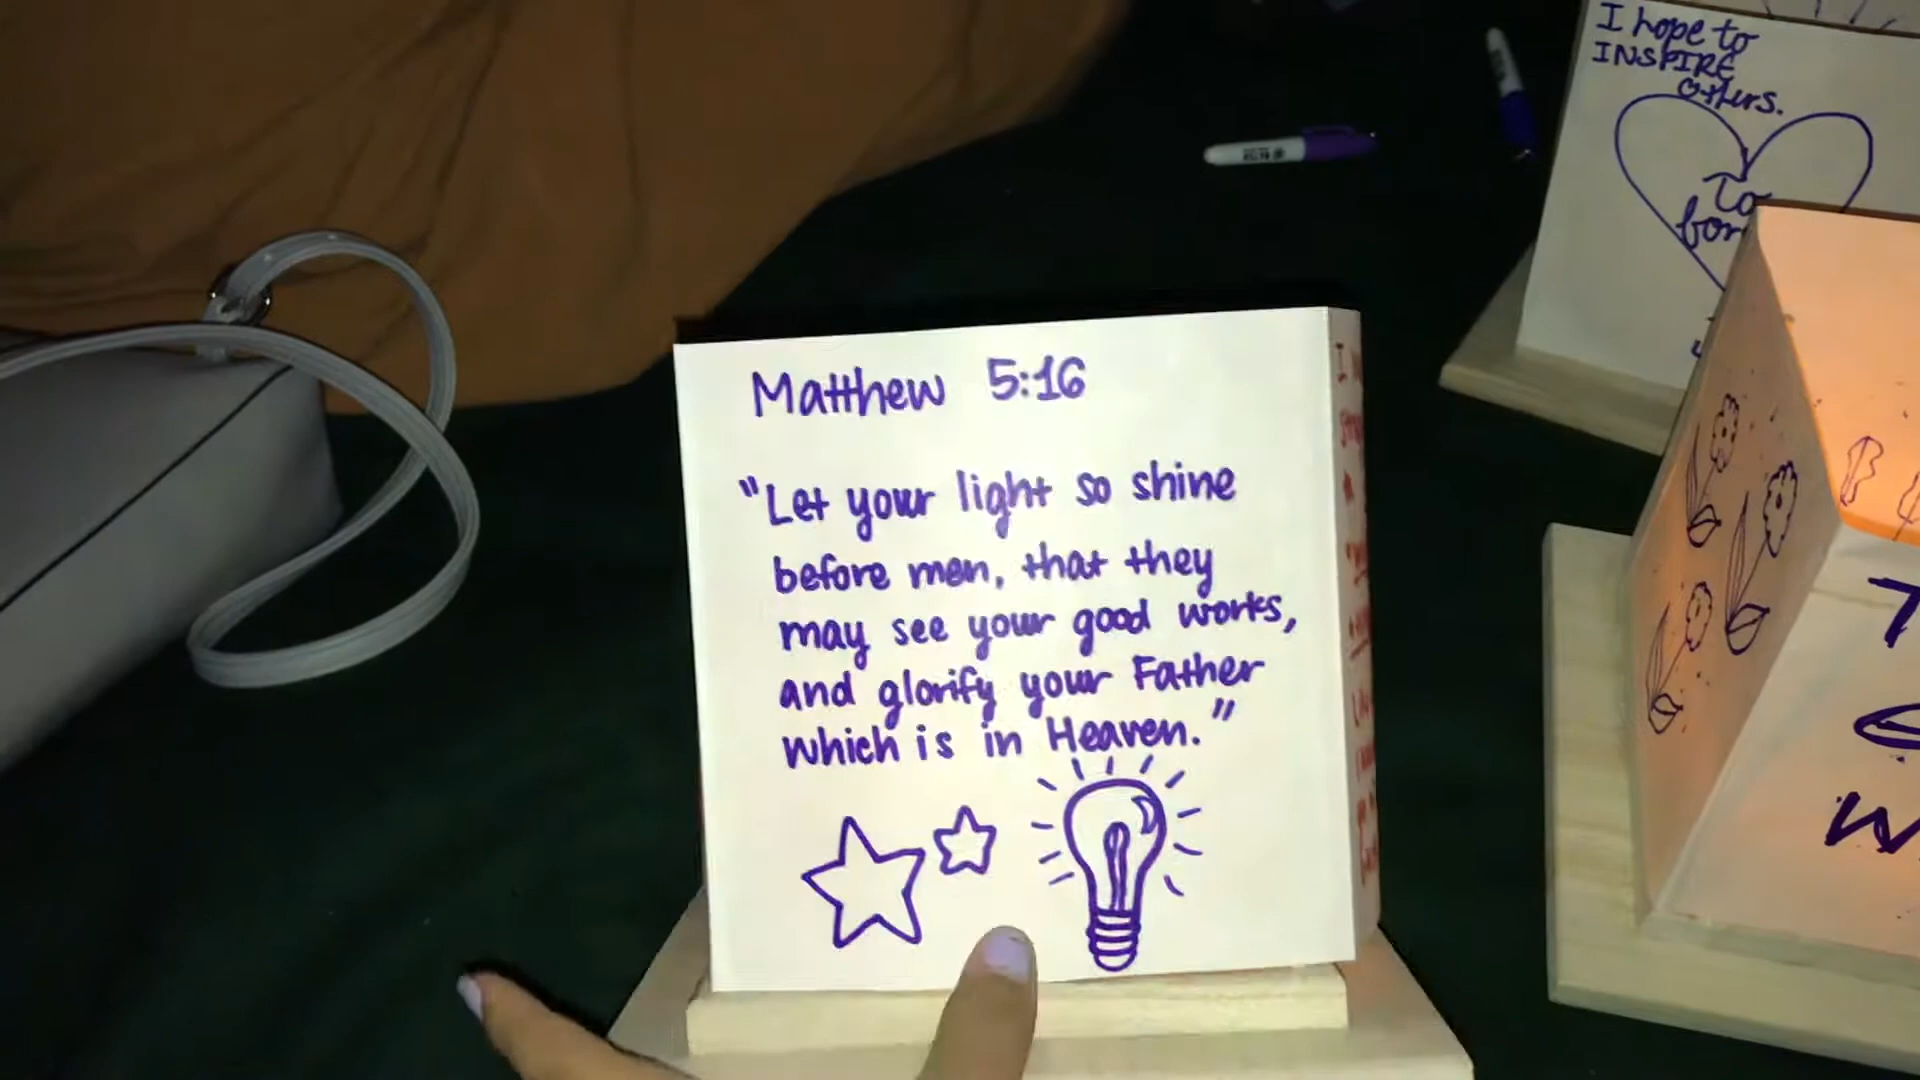 Matthew 5:16
"Let your light so shine
before men, that they
may see your good works,
and glorify your Father
which is in Heaven."
I hope to
INSPIRE
others.
To